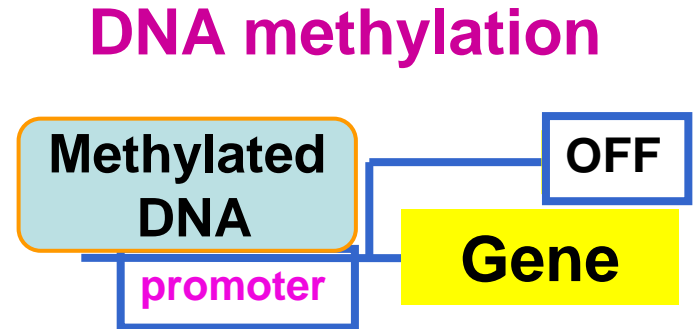 DNA methylation
Methylated
DNA
OFF
Gene
promoter